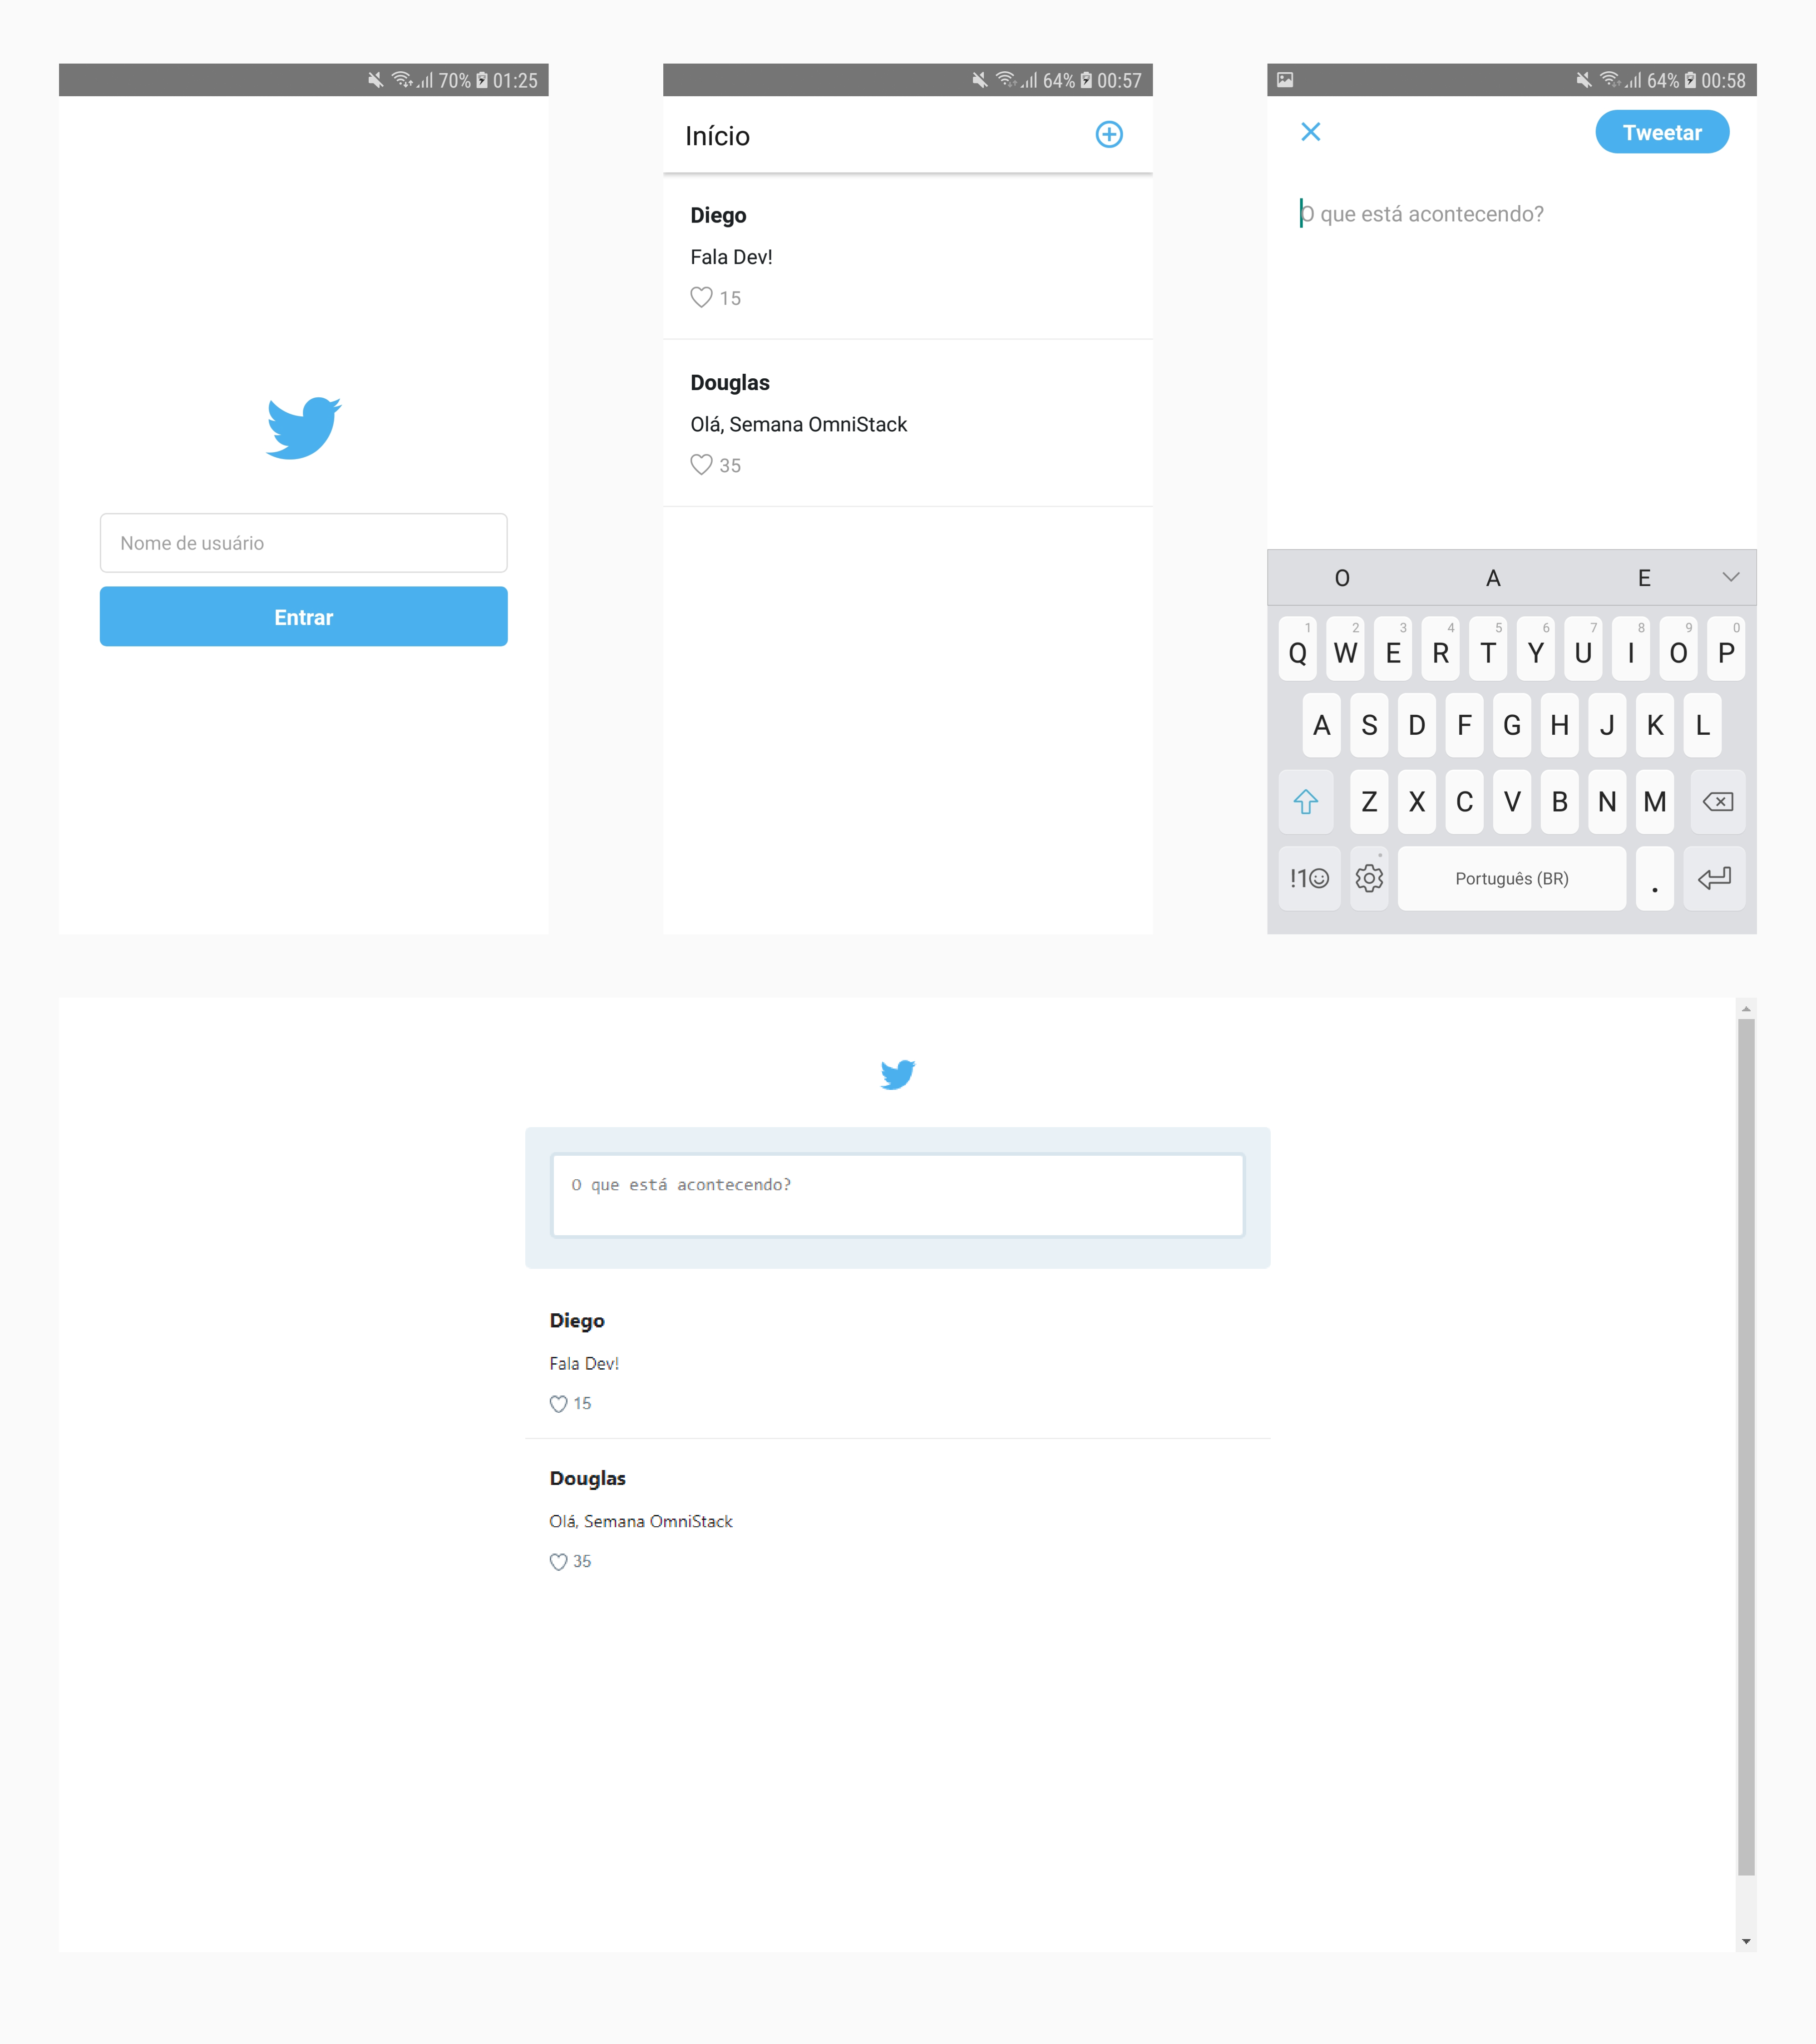 70% 01:25
Nome de usuário
Entrar
64% 00:57
Início
Diego
Fala Dev!
15
Douglas
Olá, Semana OmniStack
35
64% 00:58
Tweetar
O que está acontecendo?
O A E
1 2 3 4 5 6 7 8 9 0
Q W E R T Y U I O P
A S D F G H J K L
Z X C V B N M
!1☺ Português (BR) .
O que está acontecendo?
Diego
Fala Dev!
15
Douglas
Olá, Semana OmniStack
35